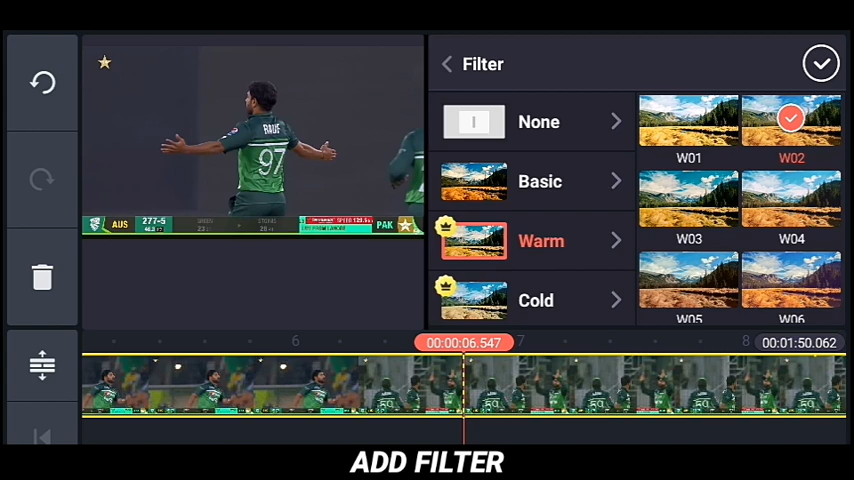 Filter
None
Basic
Warm
Cold
W01
W02
W03
W04
W05
W06
RAUF
97
AUS
277-5
PAK
6
00:00:06.547
7
8
00:01:50.062
ADD FILTER